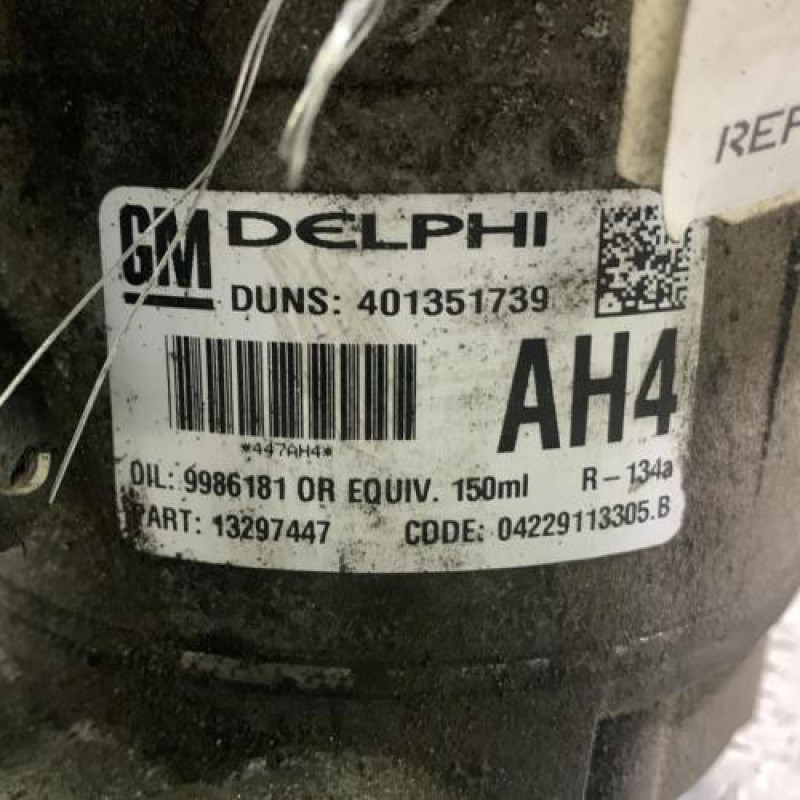 REF
GM DELPHI
DUNS: 401351739
AH4
*447AH4*
OIL: 9986181 OR EQUIV. 150ml R-134a
PART: 13297447 CODE: 04229113305.B